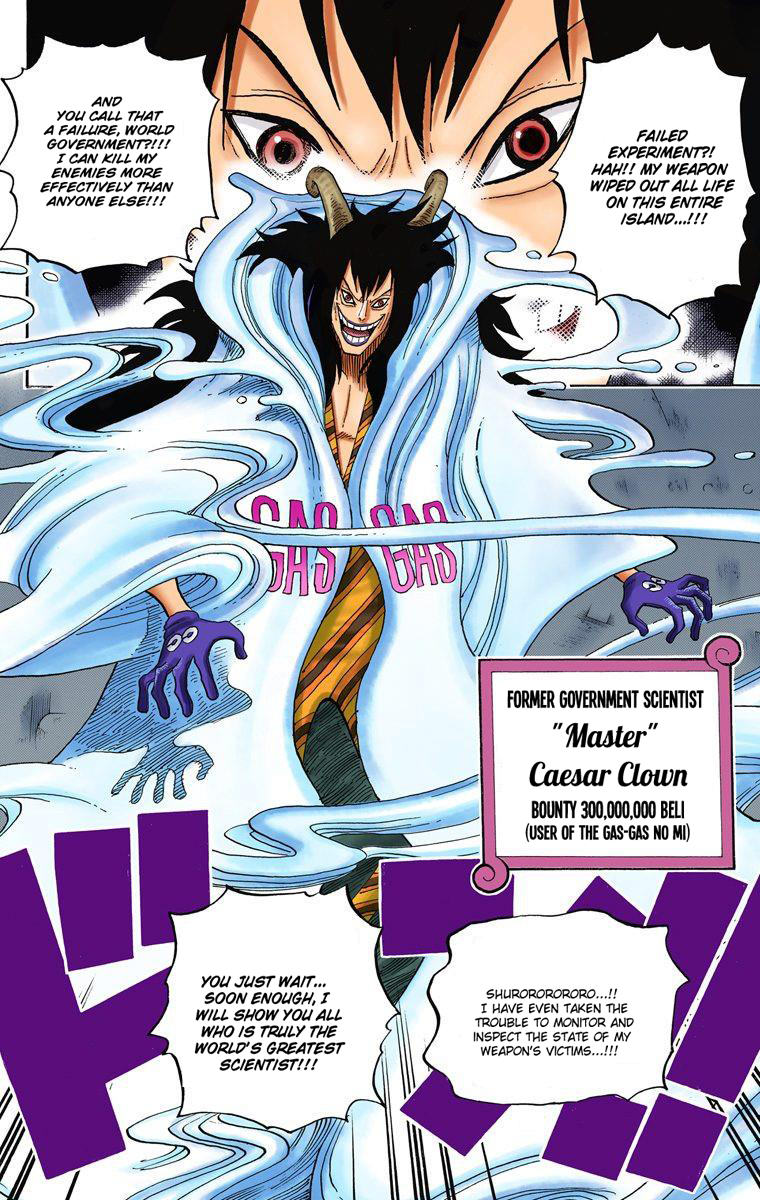 FAILED
EXPERIMENT?!
HAH!! MY WEAPON
WIPED OUT ALL LIFE
ON THIS ENTIRE
ISLAND...!!!
AND
YOU CALL THAT
A FAILURE, WORLD
GOVERNMENT?!!!
I CAN KILL MY
ENEMIES MORE
EFFECTIVELY THAN
ANYONE ELSE!!!
GAS GAS
FORMER GOVERNMENT SCIENTIST
"Master"
Caesar Clown
BOUNTY 300,000,000 BELI
(USER OF THE GAS-GAS NO MI)
ドドン!!
SHURORORORORO...!!
I HAVE EVEN TAKEN THE
TROUBLE TO MONITOR AND
INSPECT THE STATE OF MY
WEAPON'S VICTIMS...!!!
YOU JUST WAIT...
SOON ENOUGH, I
WILL SHOW YOU ALL
WHO IS TRULY THE
WORLD'S GREATEST
SCIENTIST!!!